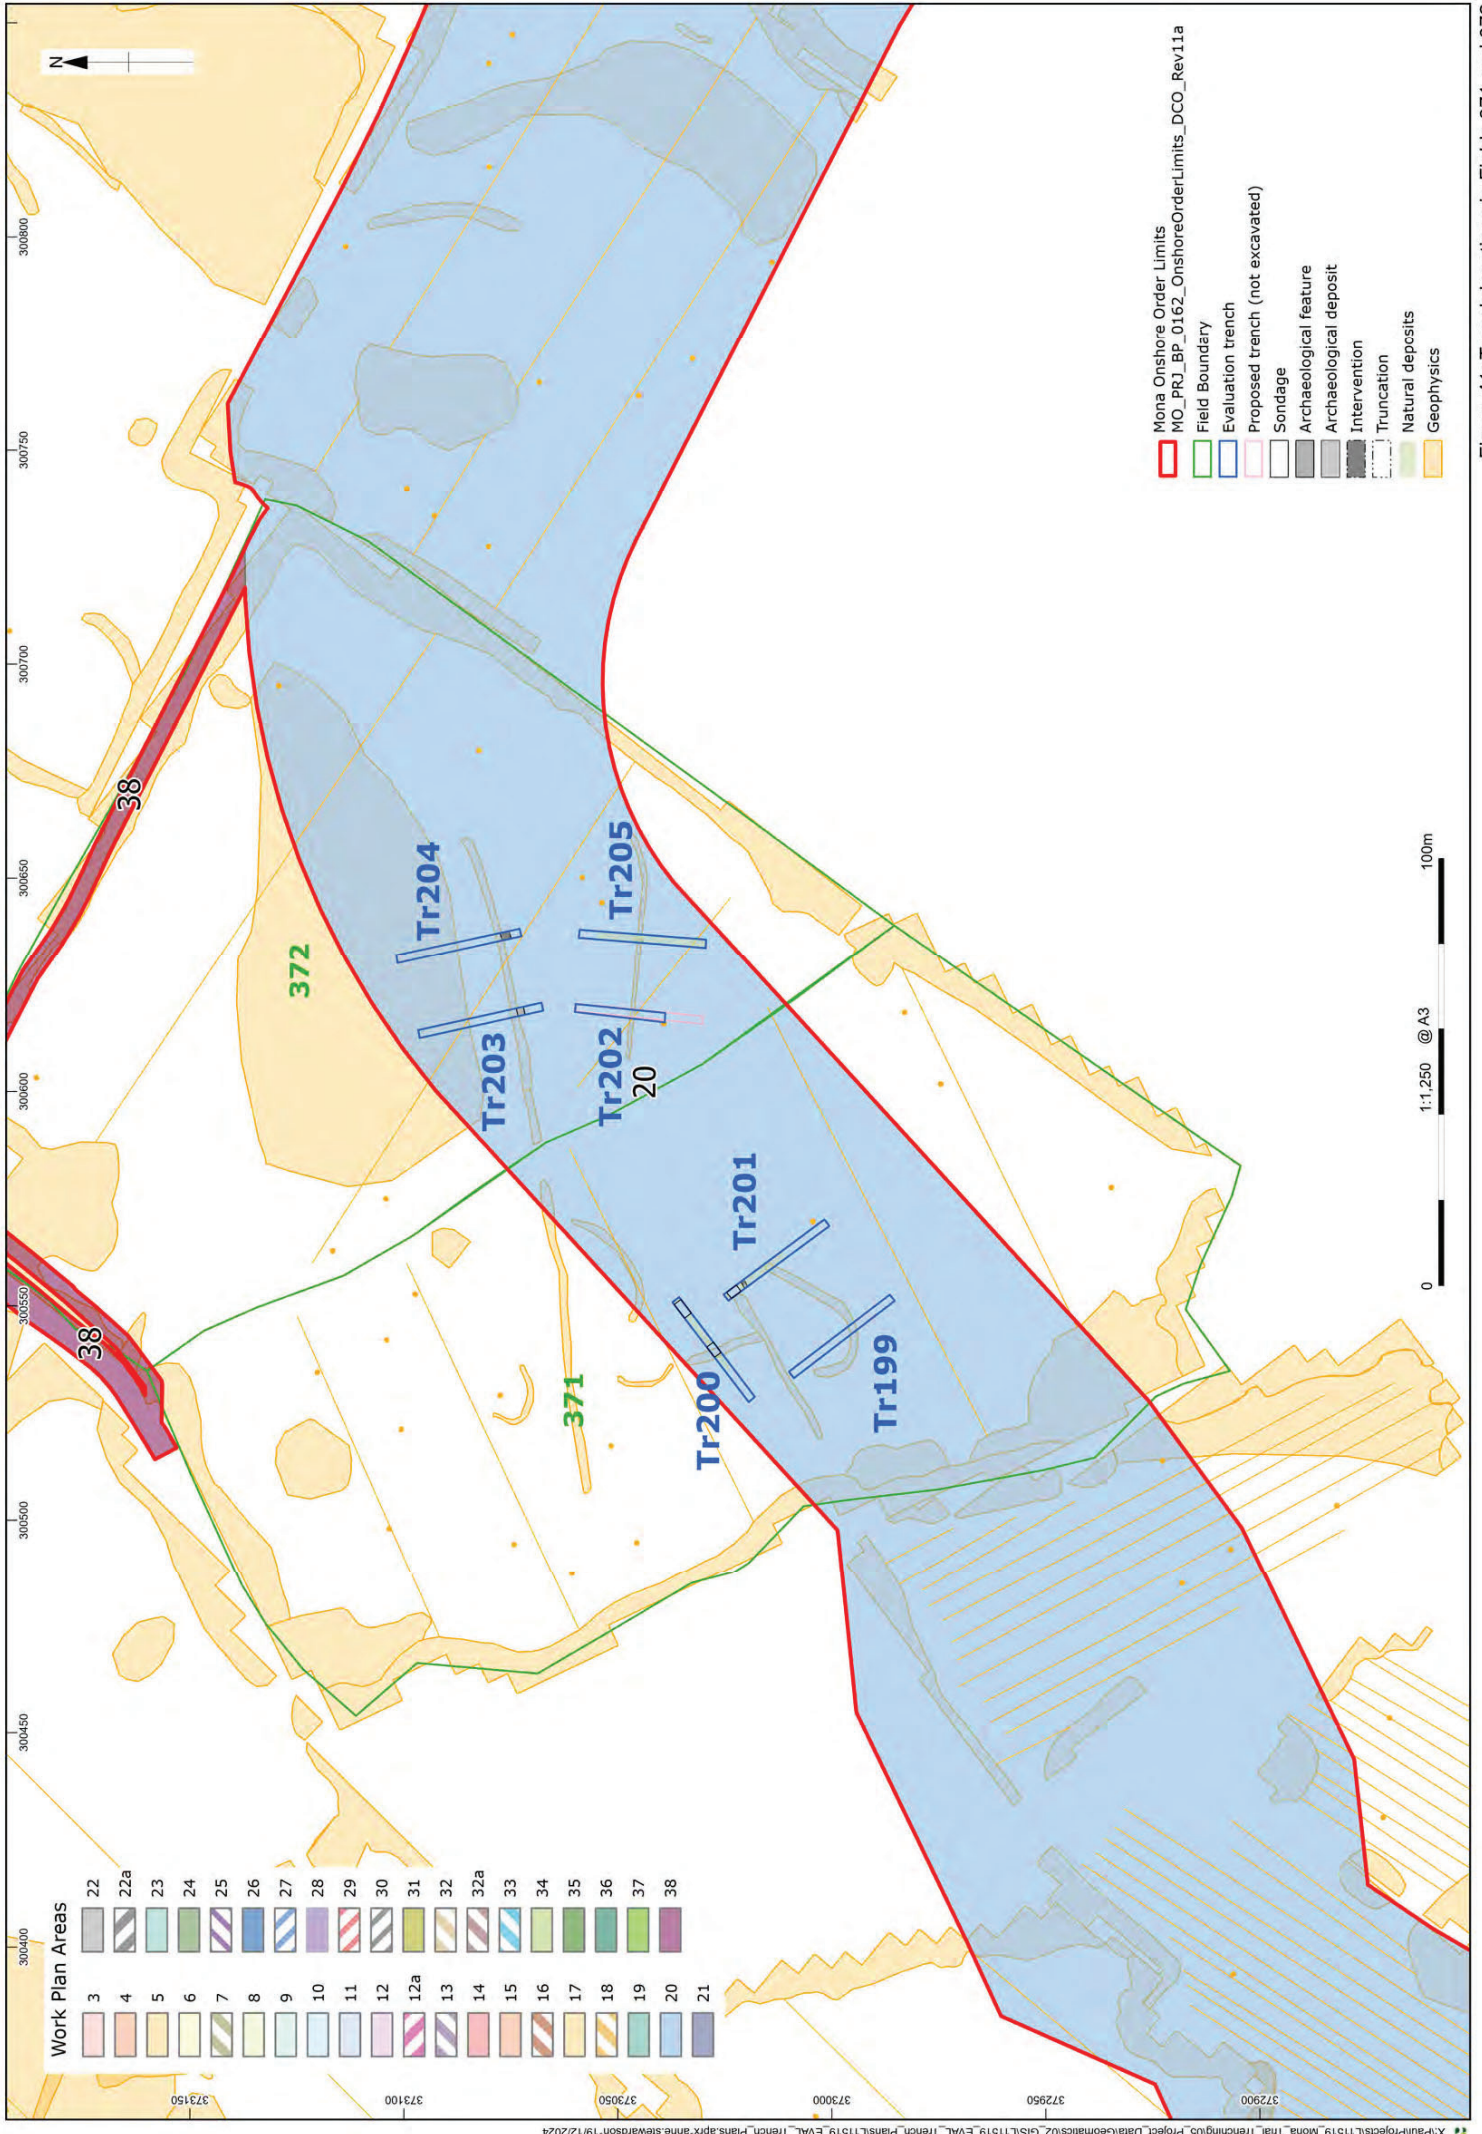 Work Plan Areas
3
4
5
6
7
8
9
10
11
12
12a
13
14
15
16
17
18
19
20
21
22
22a
23
24
25
26
27
28
29
30
31
32
32a
33
34
35
36
37
38
N
300400
300450
300500
300550
300600
300650
300700
300750
300800
373150
373100
373050
373000
372950
372900
38
38
372
371
20
Tr204
Tr203
Tr205
Tr202
Tr201
Tr200
Tr199
Mona Onshore Order Limits
MO_PRJ_BP_0162_OnshoreOrderLimits_DCO_Rev11a
Field Boundary
Evaluation trench
Proposed trench (not excavated)
Sondage
Archaeological feature
Archaeological deposit
Intervention
Truncation
Natural deposits
Geophysics
0
1:1,250 @ A3
100m